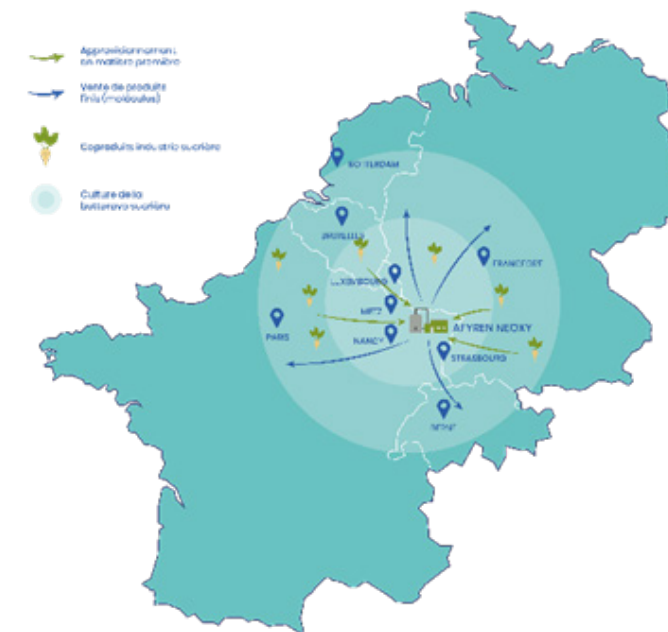 Approvisionnement
en matière première
Vente de produits
finis (molécules)
Coproduits industrie sucrière
Culture de la
betterave sucrière
ROTTERDAM
BRUXELLES
FRANCFORT
LUXEMBOURG
METZ
PARIS
NANCY
AFYREN NEOXY
STRASBOURG
BERNE